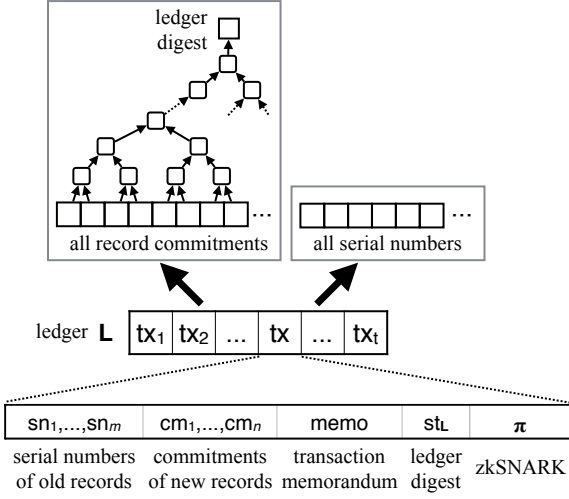 ledger
digest
...
all record commitments
...
all serial numbers
ledger L tx1 tx2 ... tx ... txt
sn1,...,snm cm1,...,cmn memo stL π
serial numbers commitments transaction ledger zkSNARK
of old records of new records memorandum digest